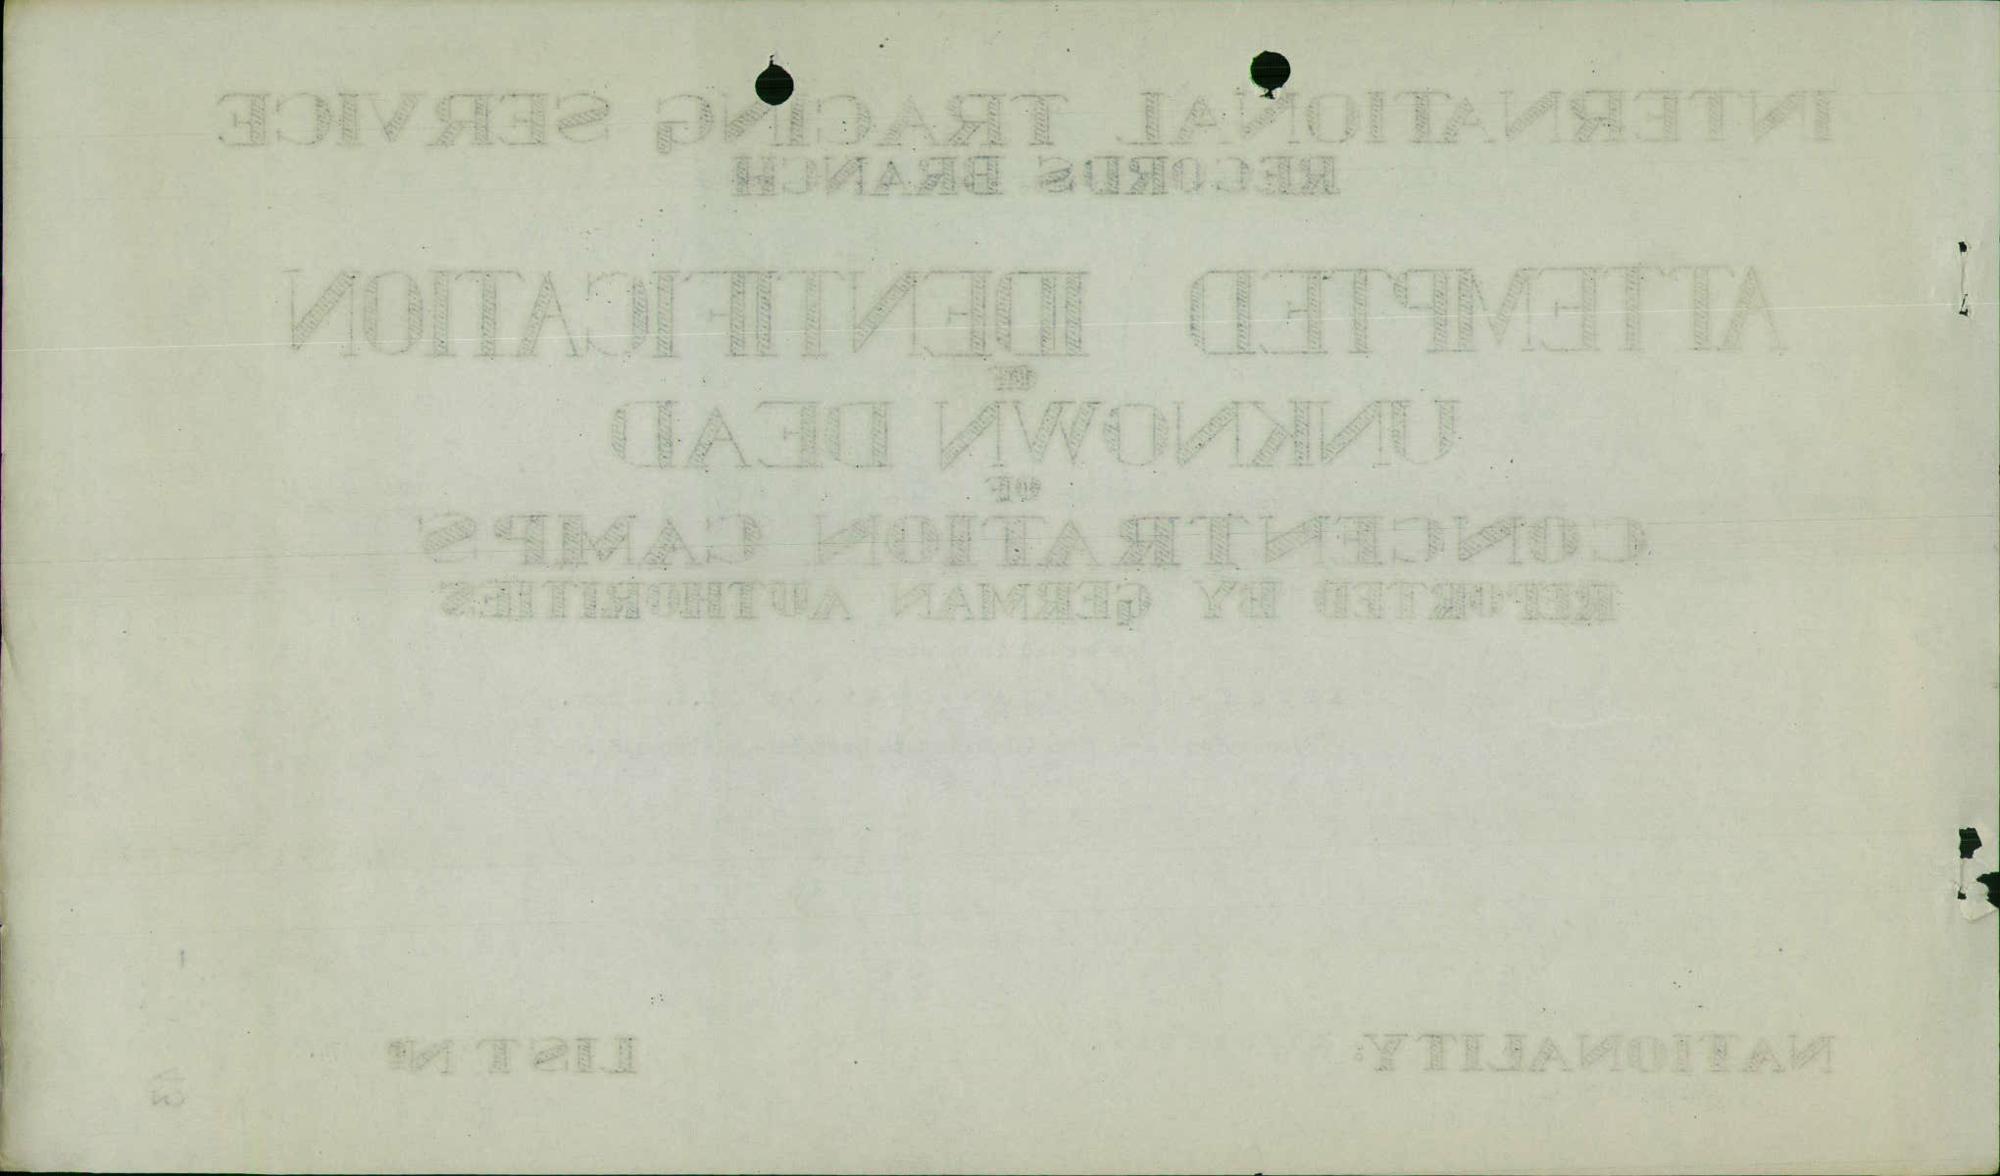 INTERNATIONAL TRACING SERVICE
RECORDS BRANCH
ATTEMPTED IDENTIFICATION
OF
UNKNOWN DEAD
OF
CONCENTRATION CAMPS
REPORTED BY GERMAN AUTHORITIES
NATIONALITY: LIST Nº